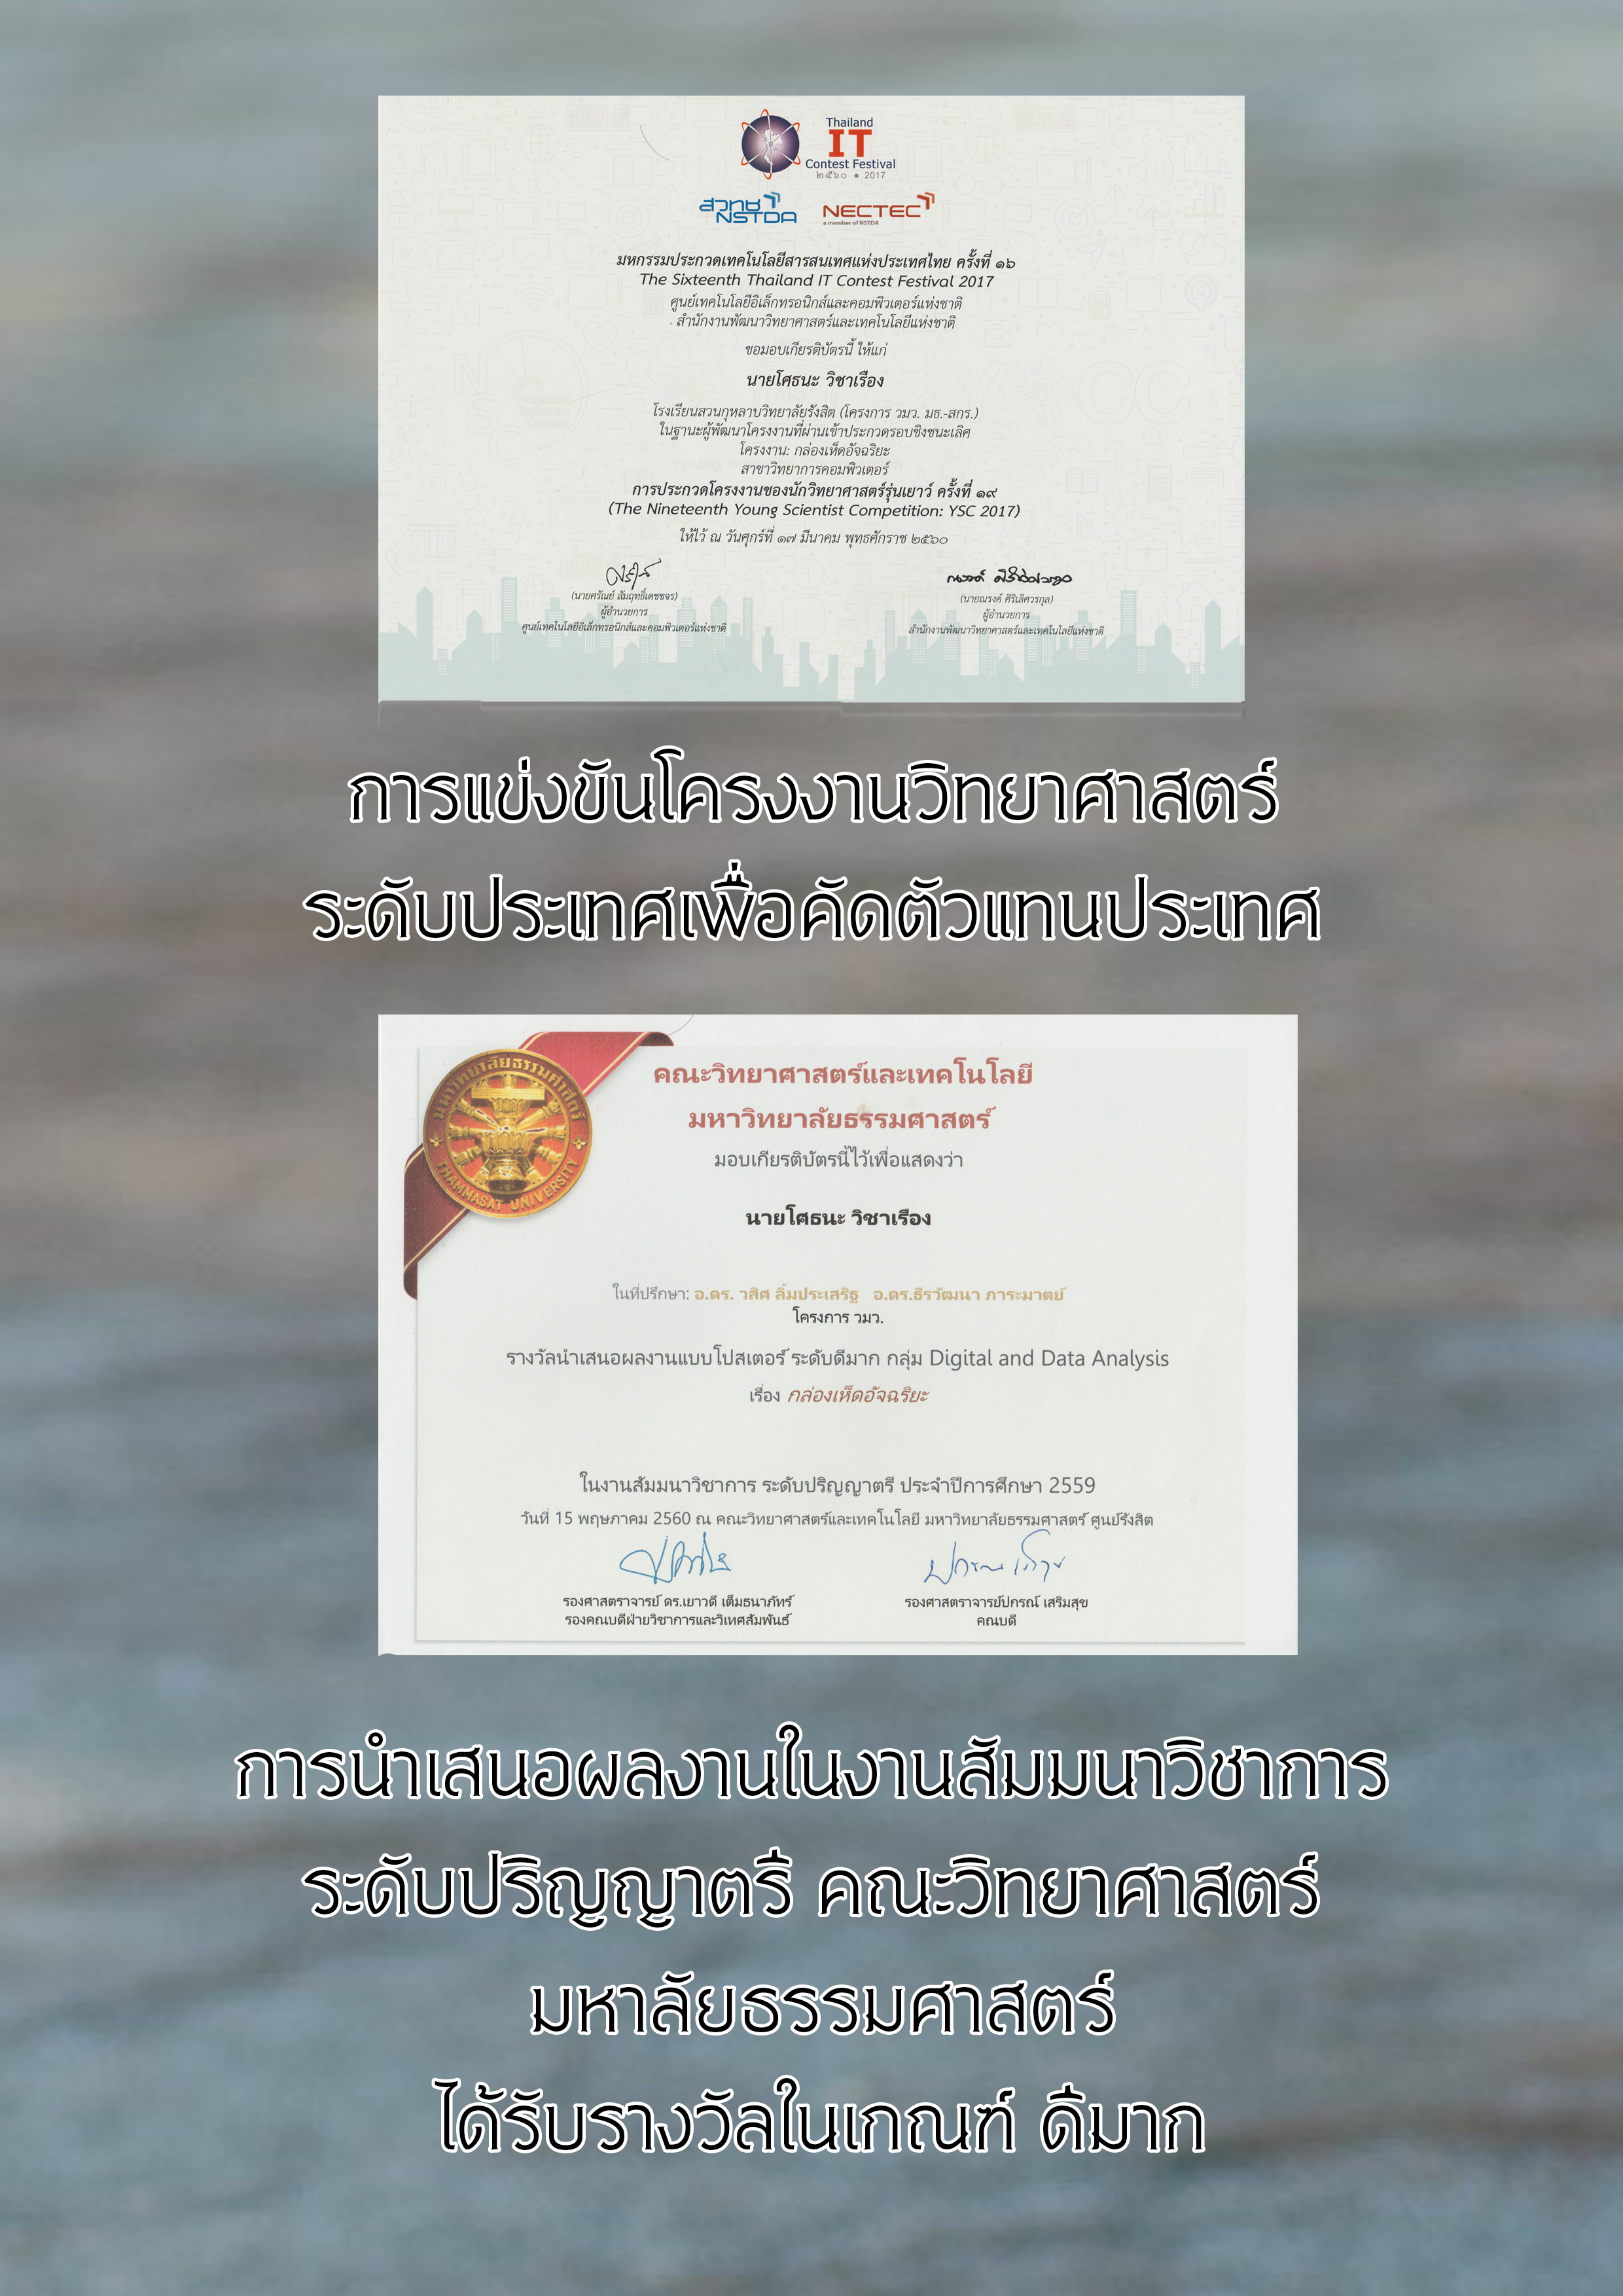 Thailand
IT
Contest Festival
๒๕๖๐ • 2017
สวทช
NSTDA
NECTEC
a member of NSTDA
มหกรรมประกวดเทคโนโลยีสารสนเทศแห่งประเทศไทย ครั้งที่ ๑๖
The Sixteenth Thailand IT Contest Festival 2017
ศูนย์เทคโนโลยีอิเล็กทรอนิกส์และคอมพิวเตอร์แห่งชาติ
สำนักงานพัฒนาวิทยาศาสตร์และเทคโนโลยีแห่งชาติ
ขอมอบเกียรติบัตรนี้ ให้แก่
นายโศธนะ วิชาเรือง
โรงเรียนสวนกุหลาบวิทยาลัยรังสิต (โครงการ วมว. มธ.-สกร.)
ในฐานะผู้พัฒนาโครงงานที่ผ่านเข้าประกวดรอบชิงชนะเลิศ
โครงงาน: กล่องเห็ดอัจฉริยะ
สาขาวิทยาการคอมพิวเตอร์
การประกวดโครงงานของนักวิทยาศาสตร์รุ่นเยาว์ ครั้งที่ ๑๙
(The Nineteenth Young Scientist Competition: YSC 2017)
ให้ไว้ ณ วันศุกร์ที่ ๑๗ มีนาคม พุทธศักราช ๒๕๖๐
(นายศรัณย์ สัมฤทธิ์เดชขจร)
ผู้อำนวยการ
ศูนย์เทคโนโลยีอิเล็กทรอนิกส์และคอมพิวเตอร์แห่งชาติ
(นายณรงค์ ศิริเลิศวรกุล)
ผู้อำนวยการ
สำนักงานพัฒนาวิทยาศาสตร์และเทคโนโลยีแห่งชาติ
การแข่งขันโครงงานวิทยาศาสตร์
ระดับประเทศเพื่อคัดตัวแทนประเทศ
มหาวิทยาลัยธรรมศาสตร์
THAMMASAT UNIVERSITY
คณะวิทยาศาสตร์และเทคโนโลยี
มหาวิทยาลัยธรรมศาสตร์
มอบเกียรติบัตรนี้ไว้เพื่อแสดงว่า
นายโศธนะ วิชาเรือง
ในที่ปรึกษา: อ.ดร. วสิศ ลิ้มประเสริฐ อ.ดร.ธีรวัฒนา ภาระมาตย์
โครงการ วมว.
รางวัลนำเสนอผลงานแบบโปสเตอร์ ระดับดีมาก กลุ่ม Digital and Data Analysis
เรื่อง กล่องเห็ดอัจฉริยะ
ในงานสัมมนาวิชาการ ระดับปริญญาตรี ประจำปีการศึกษา 2559
วันที่ 15 พฤษภาคม 2560 ณ คณะวิทยาศาสตร์และเทคโนโลยี มหาวิทยาลัยธรรมศาสตร์ ศูนย์รังสิต
รองศาสตราจารย์ ดร.เยาวดี เต็มธนาภัทร์
รองคณบดีฝ่ายวิชาการและวิเทศสัมพันธ์
รองศาสตราจารย์ปกรณ์ เสริมสุข
คณบดี
การนำเสนอผลงานในงานสัมมนาวิชาการ
ระดับปริญญาตรี คณะวิทยาศาสตร์
มหาลัยธรรมศาสตร์
ได้รับรางวัลในเกณฑ์ ดีมาก